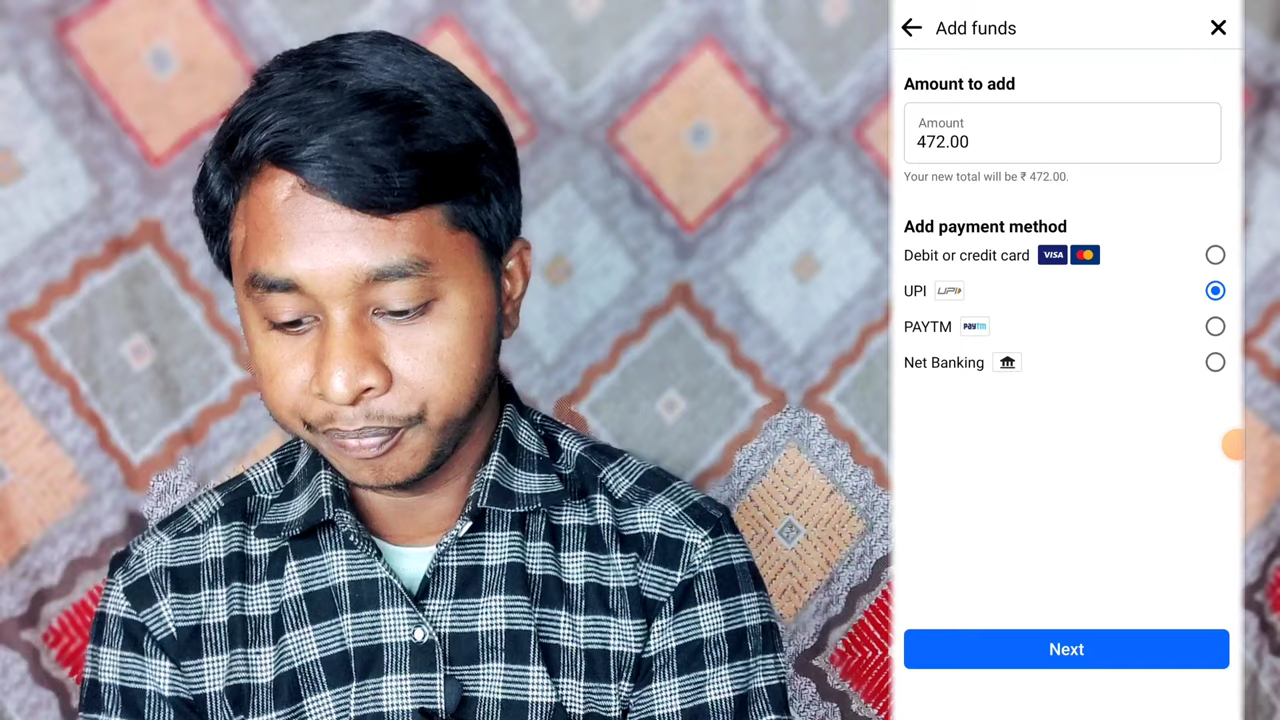 Add funds
Amount to add
Amount
472.00
Your new total will be ₹ 472.00.
Add payment method
Debit or credit card VISA
UPI UPI
PAYTM Paytm
Net Banking
Next